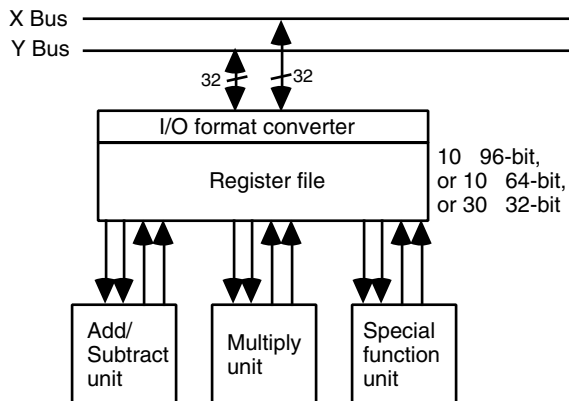 X Bus
Y Bus
32
32
I/O format converter
Register file
10 96-bit,
or 10 64-bit,
or 30 32-bit
Add/
Subtract
unit
Multiply
unit
Special
function
unit